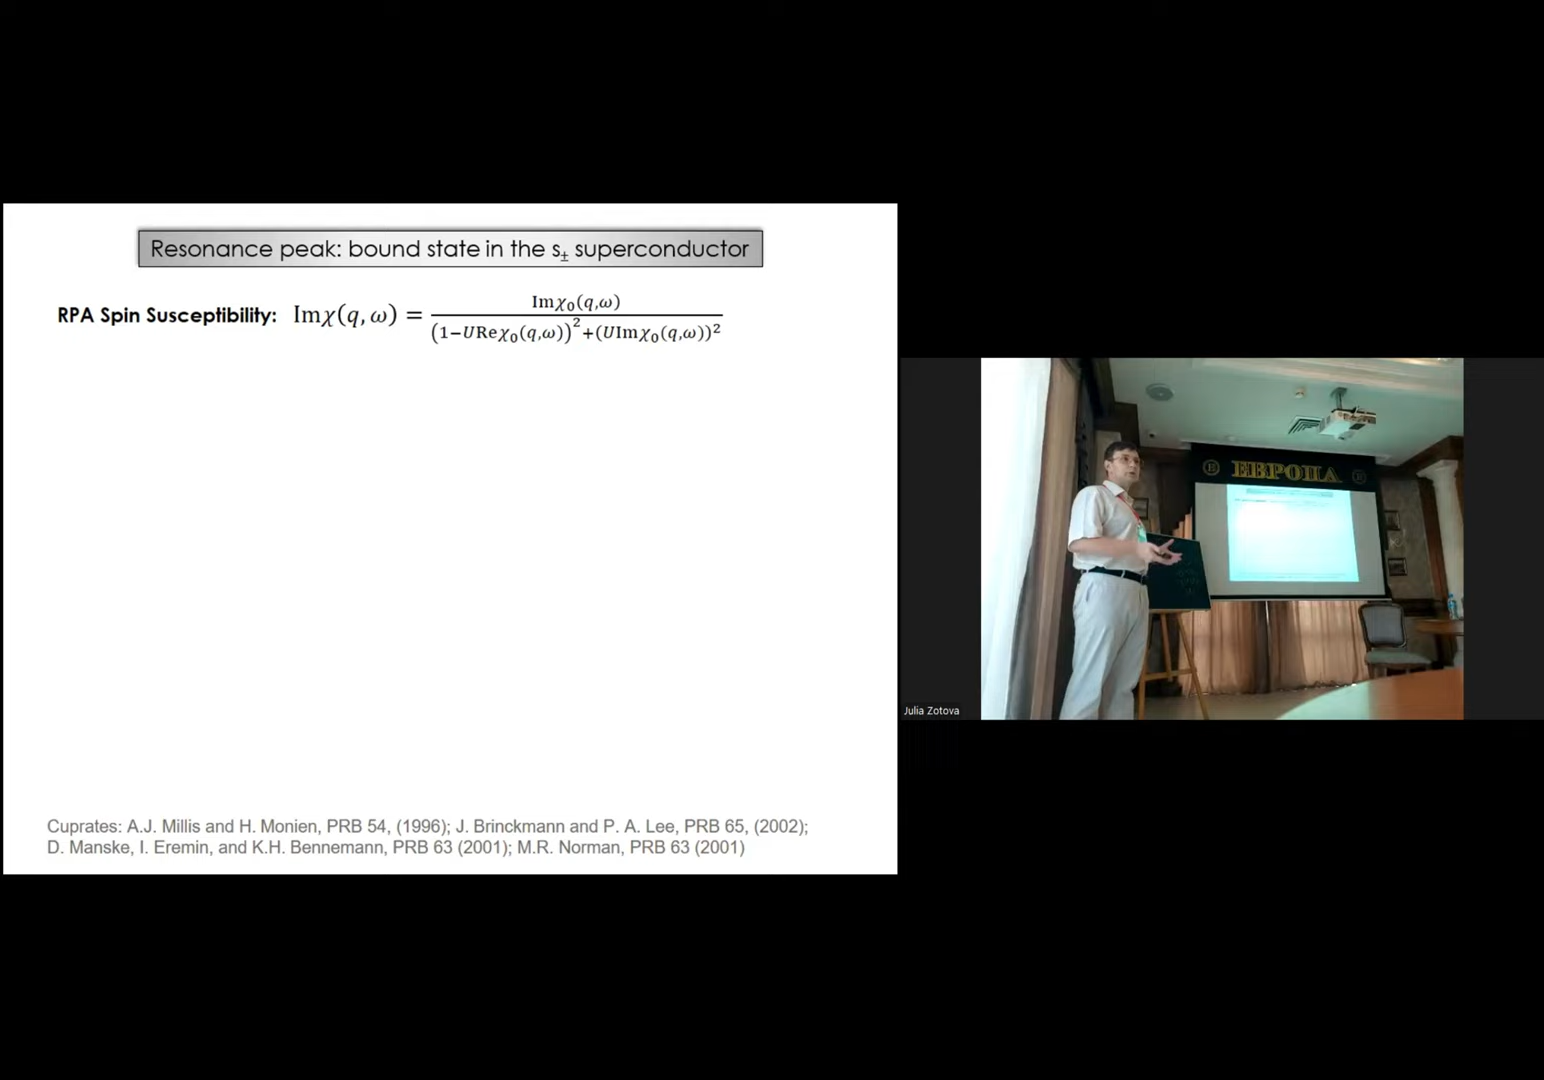 Resonance peak: bound state in the s± superconductor
RPA Spin Susceptibility: Imχ(q, ω) = Imχ₀(q,ω) / (1−UReχ₀(q,ω))² +(UImχ₀(q,ω))²
Cuprates: A.J. Millis and H. Monien, PRB 54, (1996); J. Brinckmann and P. A. Lee, PRB 65, (2002);
D. Manske, I. Eremin, and K.H. Bennemann, PRB 63 (2001); M.R. Norman, PRB 63 (2001)
ЕВРОПА
Julia Zotova